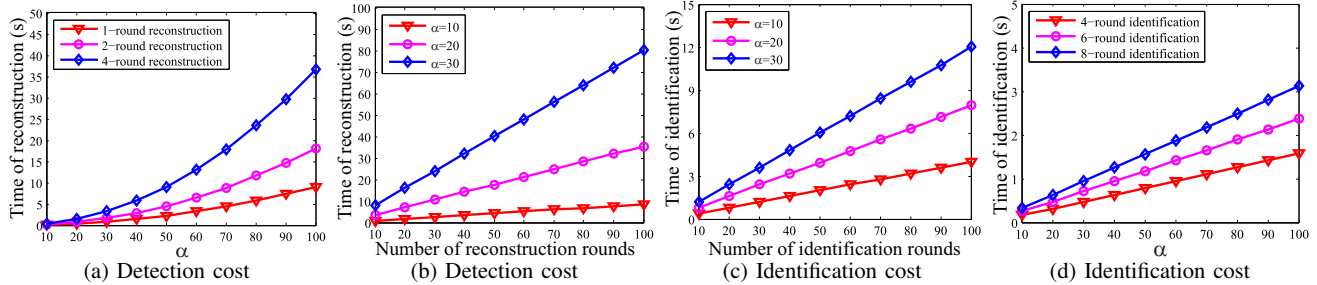 Time of reconstruction (s)
50
45
40
35
30
25
20
15
10
5
0
1−round reconstruction
2−round reconstruction
4−round reconstruction
10 20 30 40 50 60 70 80 90 100
α
(a) Detection cost
Time of reconstruction (s)
100
90
80
70
60
50
40
30
20
10
0
α=10
α=20
α=30
10 20 30 40 50 60 70 80 90 100
Number of reconstruction rounds
(b) Detection cost
Time of identification (s)
15
12
9
6
3
0
α=10
α=20
α=30
10 20 30 40 50 60 70 80 90 100
Number of identification rounds
(c) Identification cost
Time of identification (s)
5
4
3
2
1
0
4−round identification
6−round identification
8−round identification
10 20 30 40 50 60 70 80 90 100
α
(d) Identification cost